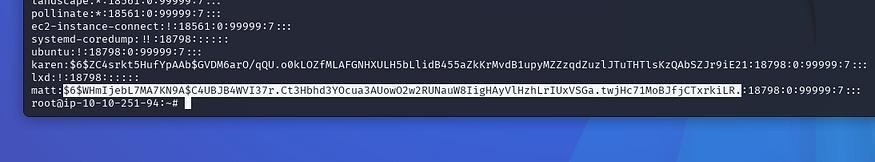 landscape:*:18561:0:99999:7:::
pollinate:*:18561:0:99999:7:::
ec2-instance-connect:!:18561:0:99999:7:::
systemd-coredump:!!:18798::::::
ubuntu:!:18798:0:99999:7:::
karen:$6$ZC4srkt5HufYpAAb$GVDM6arO/qQU.o0kLOZfMLAFGNHXULH5bLlidB455aZkKrMvdB1upyMZZzqdZuzlJTuTHTlsKzQAbSZJr9iE21:18798:0:99999:7:::
lxd:!:18798::::::
matt:$6$WHmIjebL7MA7KN9A$C4UBJB4WVI37r.Ct3Hbhd3YOcua3AUowO2w2RUNauW8IigHAyVlHzhLrIUxVSGa.twjHc71MoBJfjCTxrkiLR.:18798:0:99999:7:::
root@ip-10-10-251-94:~#